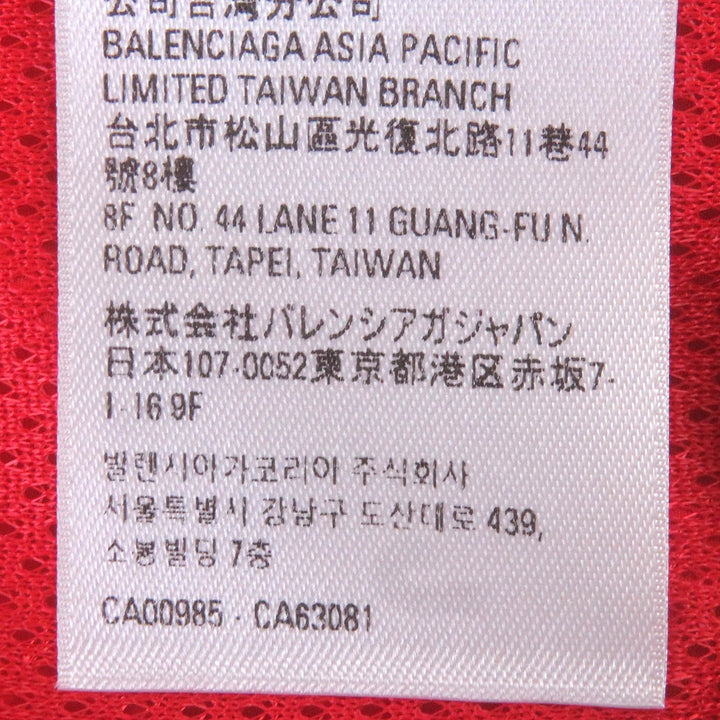 公司台灣分公司
BALENCIAGA ASIA PACIFIC
LIMITED TAIWAN BRANCH
台北市松山區光復北路11巷44
號8樓
8F NO. 44 LANE 11 GUANG-FU N.
ROAD, TAPEI, TAIWAN
株式会社バレンシアガジャパン
日本107-0052東京都港区赤坂7-
1-16 9F
발렌시아가코리아 주식회사
서울특별시 강남구 도산대로 439,
소봉빌딩 7층
CA00985 - CA63081